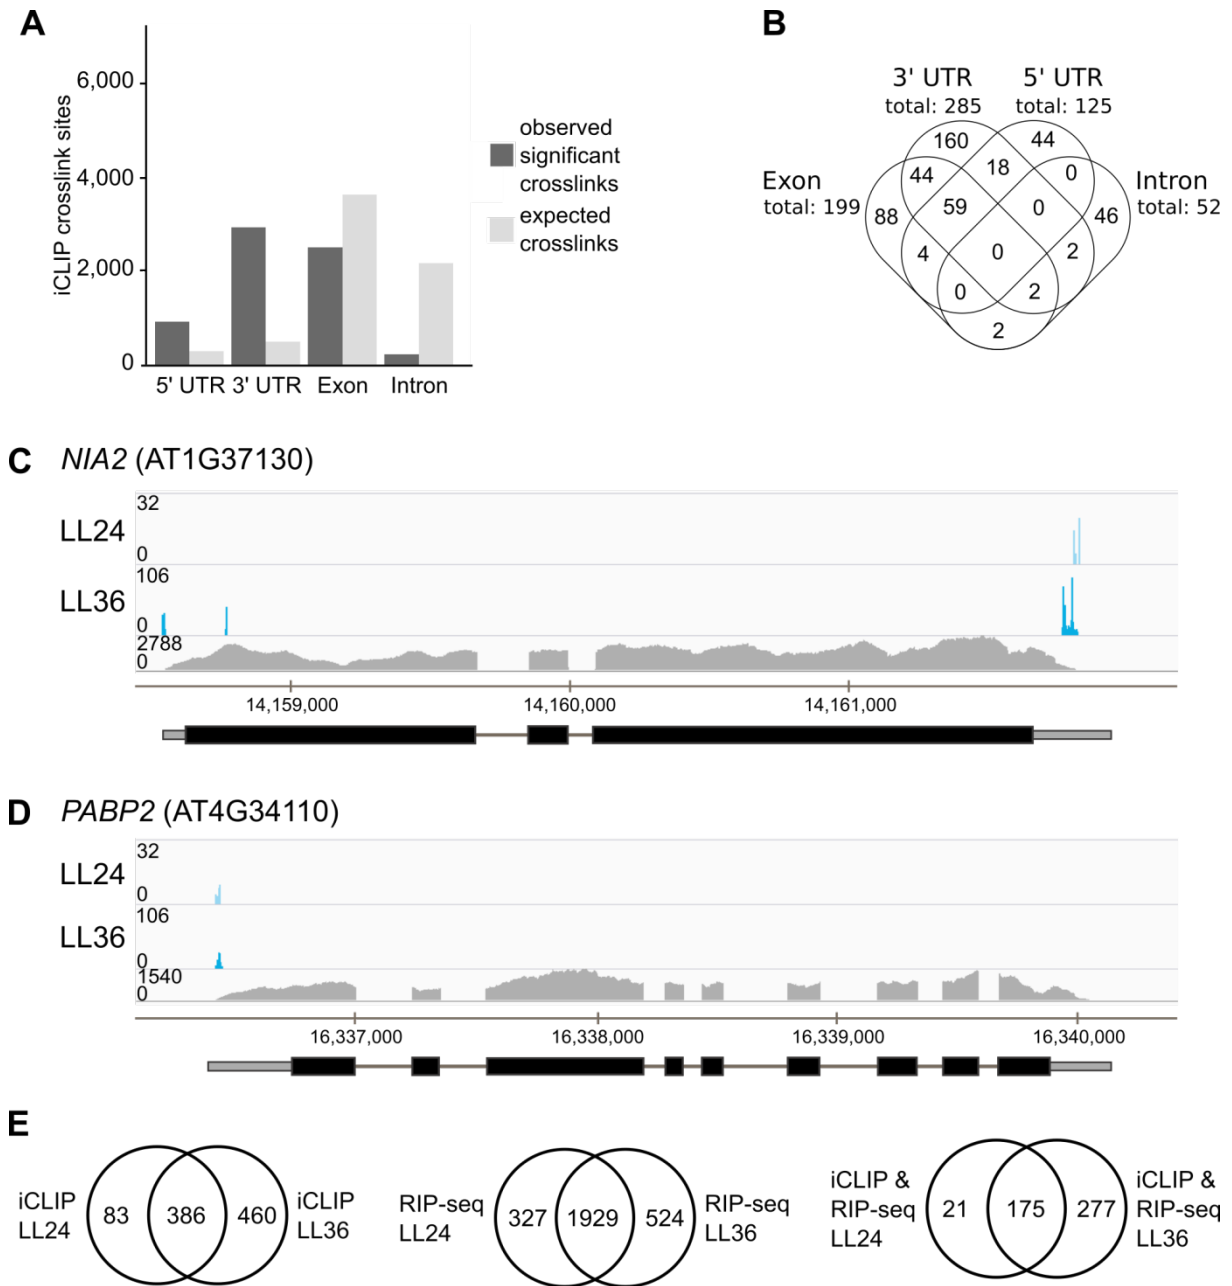 A
iCLIP crosslink sites
6,000
4,000
2,000
0
5' UTR 3' UTR Exon Intron
observed
significant
crosslinks
expected
crosslinks
B
3' UTR
total: 285
5' UTR
total: 125
Exon
total: 199
Intron
total: 52
160
44
44
18
0
88
59
0
46
4
0
2
0
2
2
C NIA2 (AT1G37130)
LL24
32
0
LL36
106
0
2788
0
14,159,000 14,160,000 14,161,000
D PABP2 (AT4G34110)
LL24
32
0
LL36
106
0
1540
0
16,337,000 16,338,000 16,339,000 16,340,000
E
iCLIP
LL24
83 386 460
iCLIP
LL36
RIP-seq
LL24
327 1929 524
RIP-seq
LL36
iCLIP &
RIP-seq
LL24
21 175 277
iCLIP &
RIP-seq
LL36